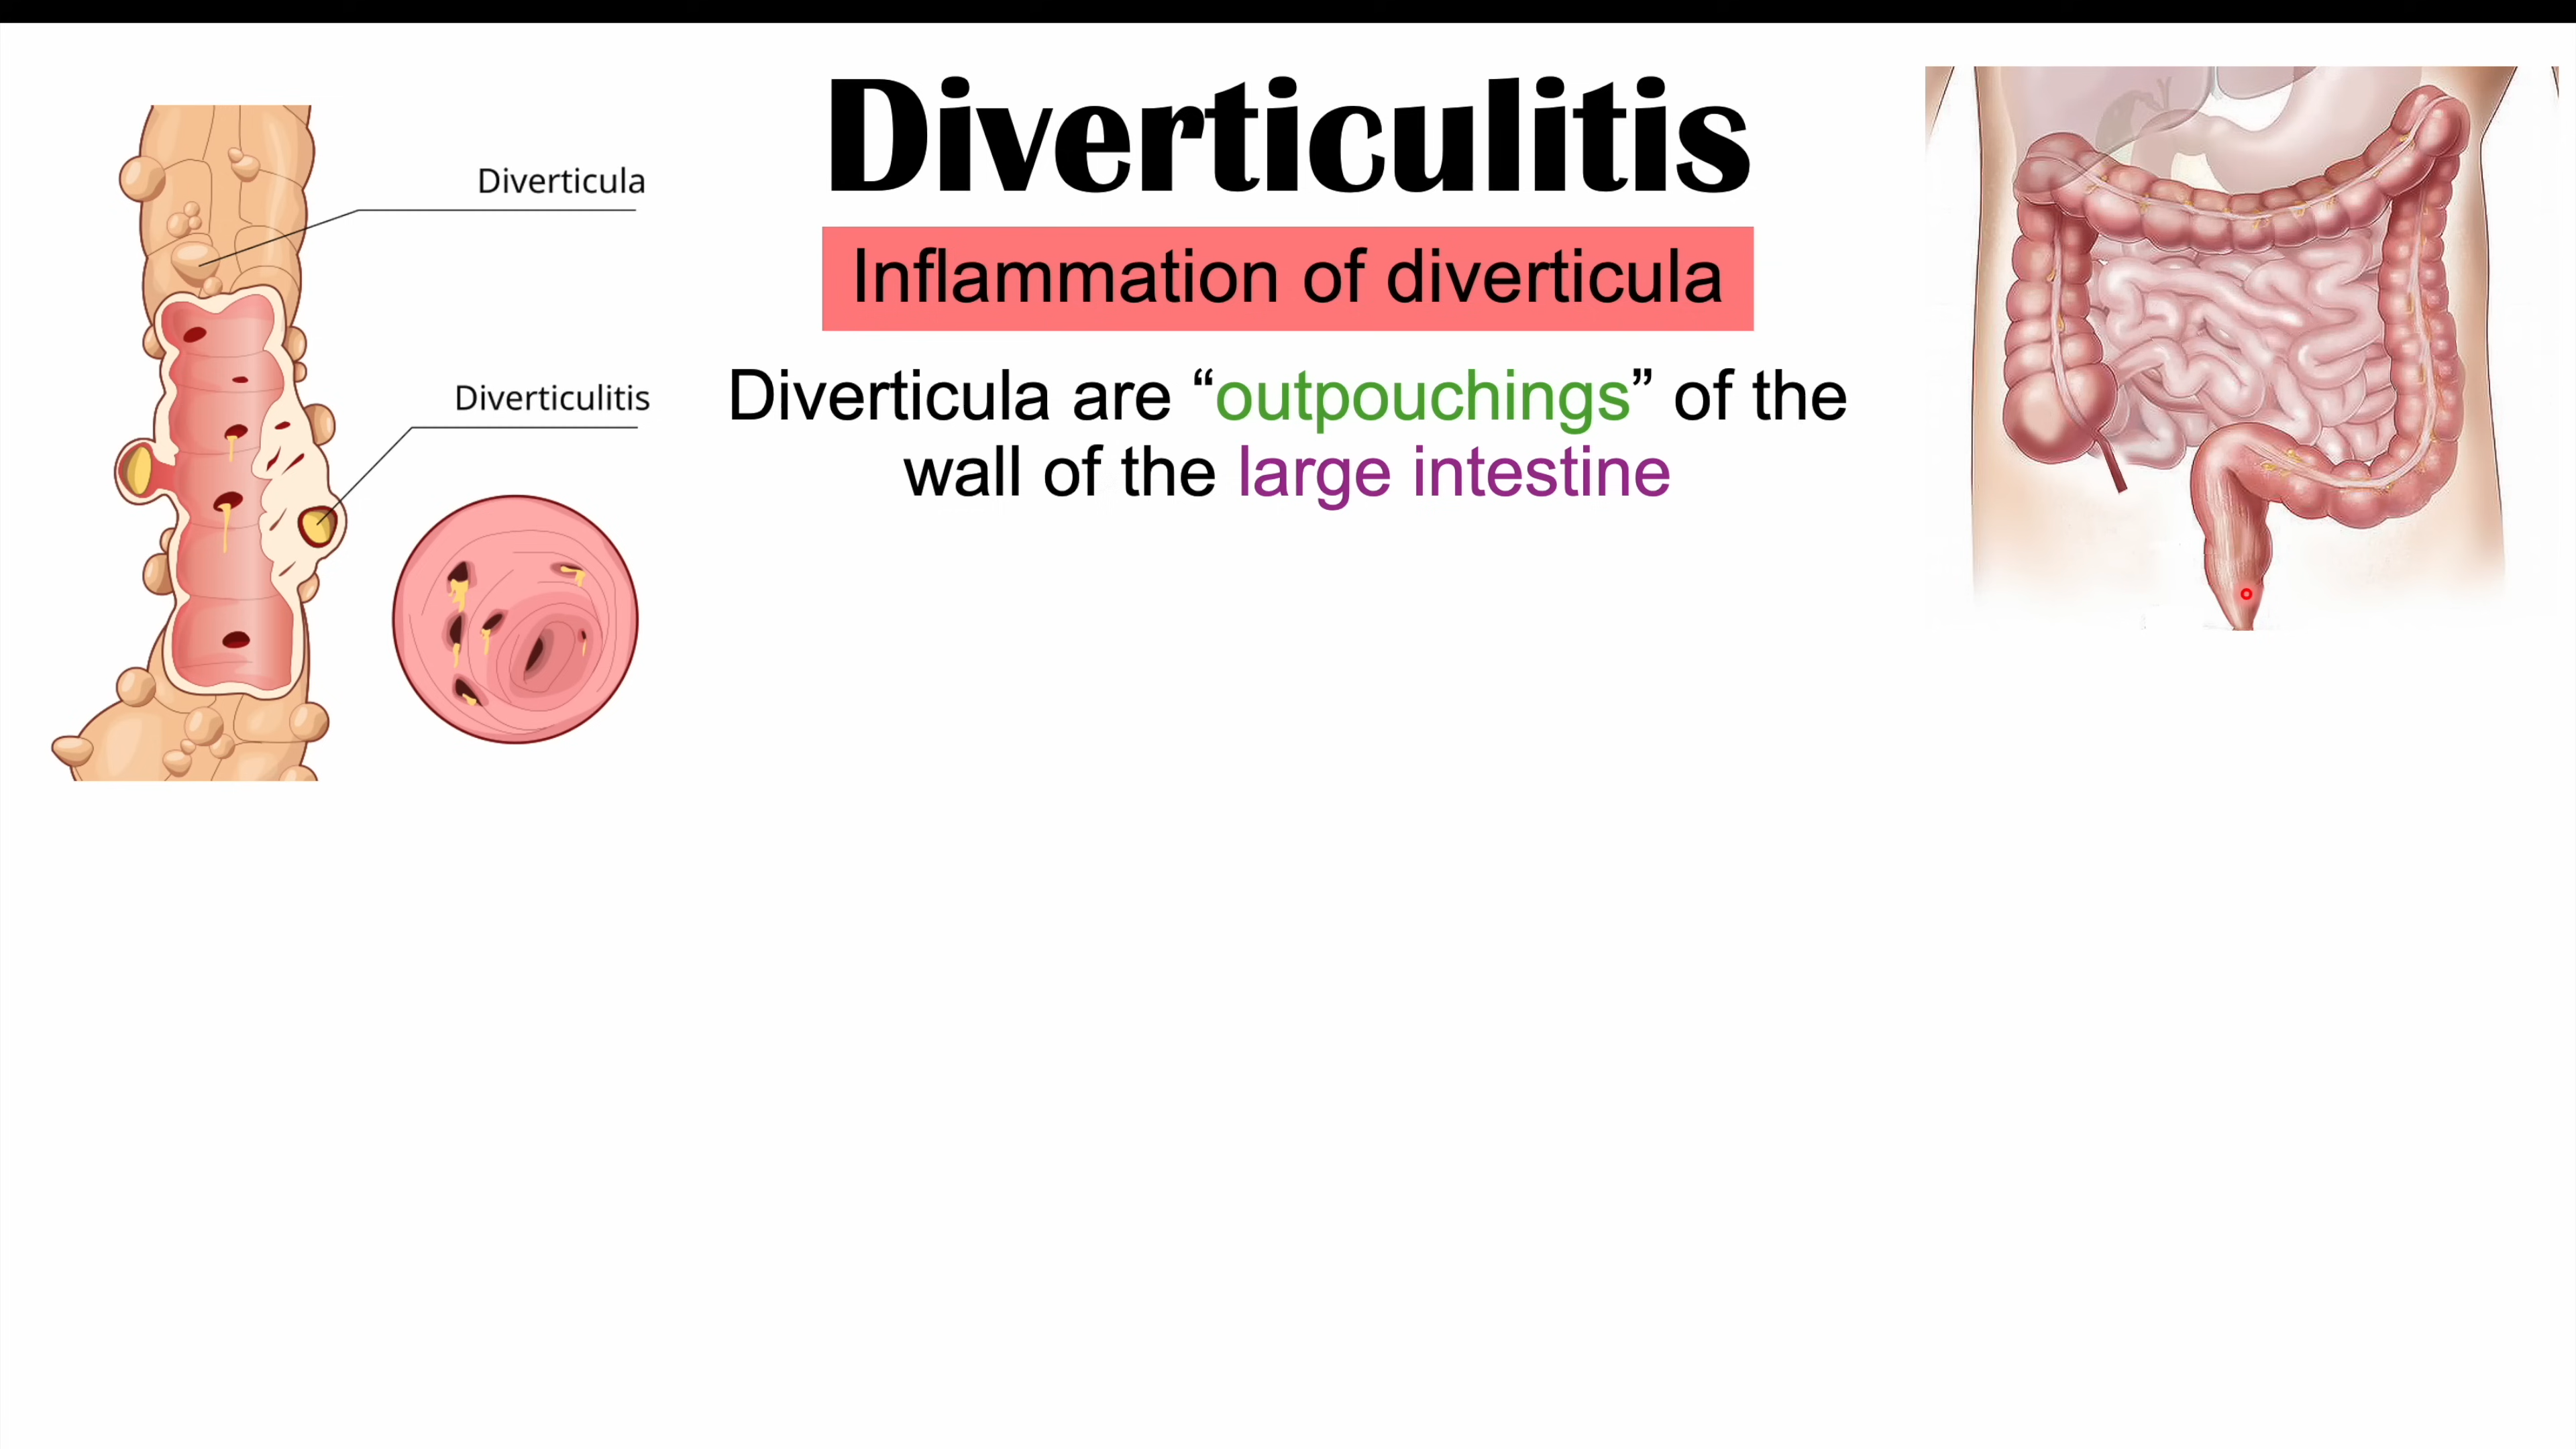 Diverticulitis
Inflammation of diverticula
Diverticula are “outpouchings” of the
wall of the large intestine
Diverticula
Diverticulitis